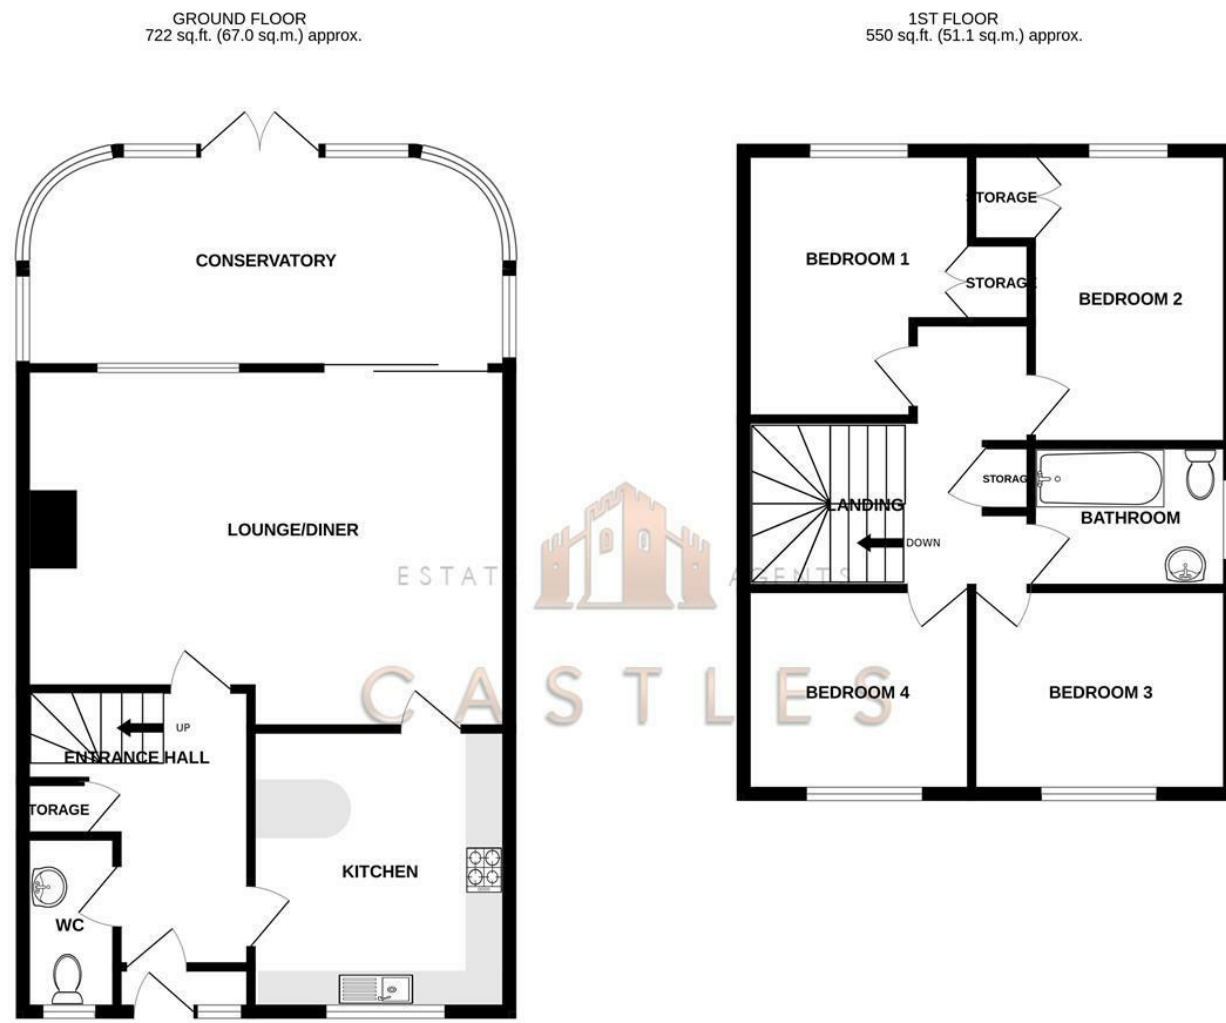 GROUND FLOOR
722 sq.ft. (67.0 sq.m.) approx.
CONSERVATORY
LOUNGE/DINER
UP
ENTRANCE HALL
TORAGE
KITCHEN
WC
1ST FLOOR
550 sq.ft. (51.1 sq.m.) approx.
STORAGE
BEDROOM 1
STORAGE
BEDROOM 2
STORAGE
LANDING
BATHROOM
DOWN
BEDROOM 4
BEDROOM 3
ESTAT AGENTS
CASTLES